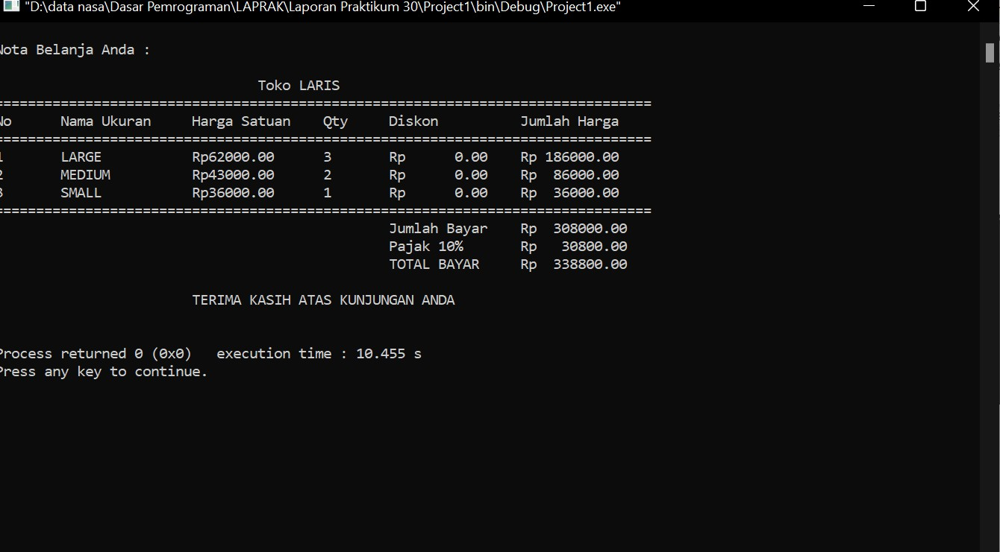 "D:\data nasa\Dasar Pemrograman\LAPRAK\Laporan Praktikum 30\Project1\bin\Debug\Project1.exe"
Nota Belanja Anda :
Toko LARIS
================================================================================
No Nama Ukuran Harga Satuan Qty Diskon Jumlah Harga
================================================================================
1 LARGE Rp62000.00 3 Rp 0.00 Rp 186000.00
2 MEDIUM Rp43000.00 2 Rp 0.00 Rp 86000.00
3 SMALL Rp36000.00 1 Rp 0.00 Rp 36000.00
================================================================================
Jumlah Bayar Rp 308000.00
Pajak 10% Rp 30800.00
TOTAL BAYAR Rp 338800.00
TERIMA KASIH ATAS KUNJUNGAN ANDA
Process returned 0 (0x0) execution time : 10.455 s
Press any key to continue.